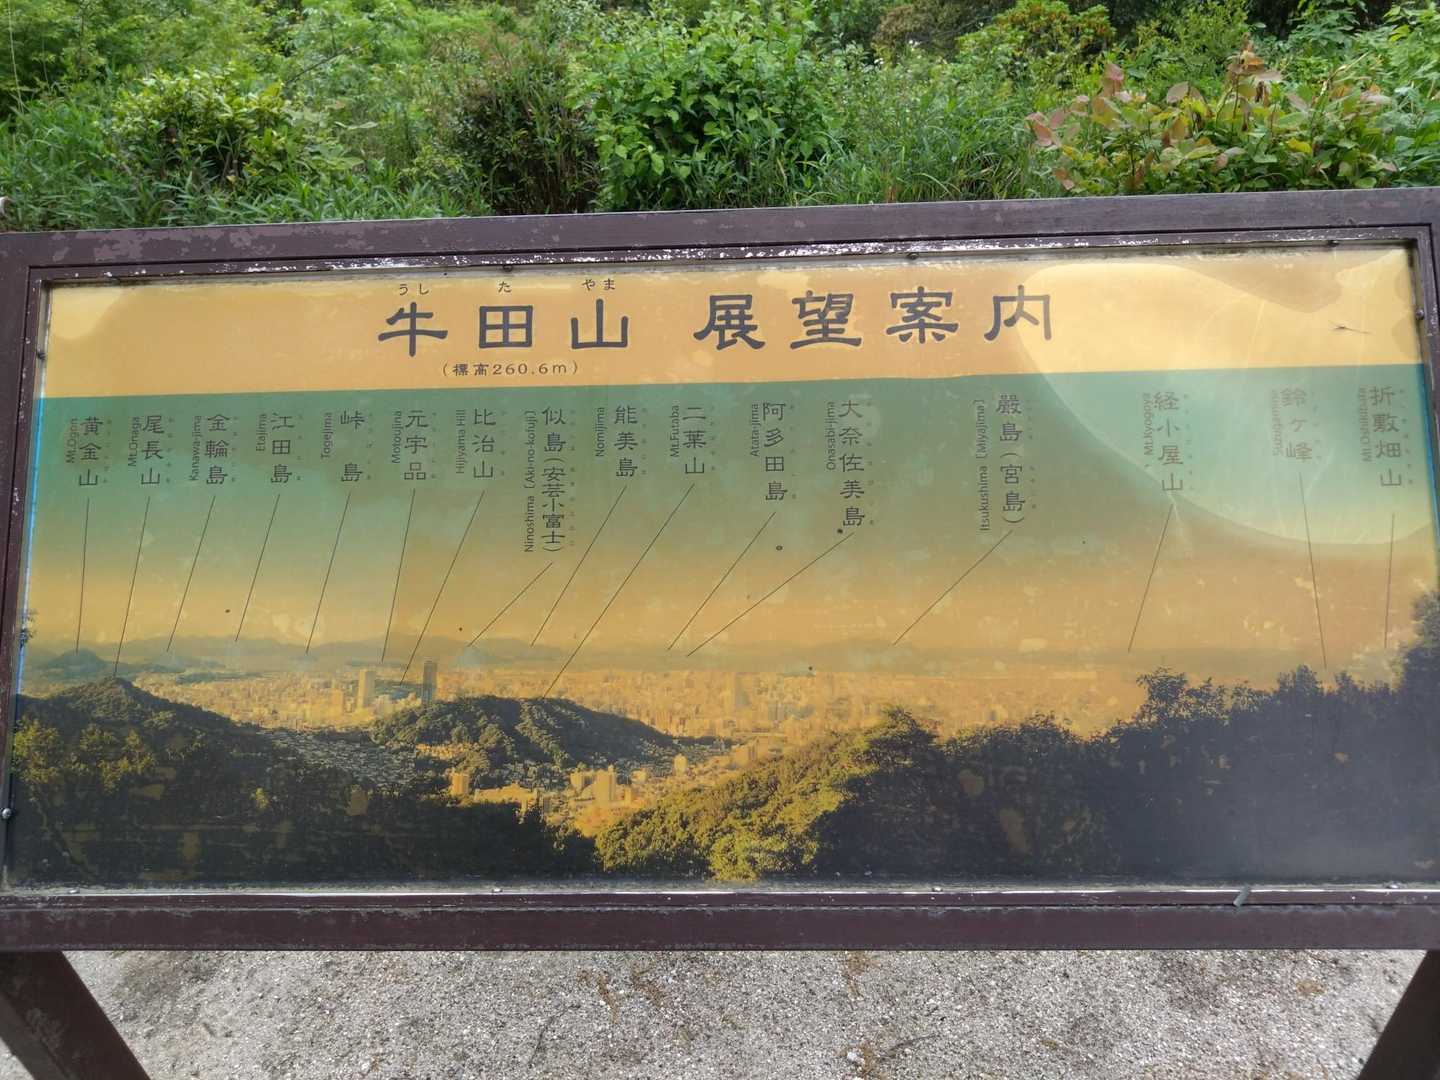 うし た やま
牛田山 展望案内
(標高260.6m)
黄金山
Mt.Ogon
尾長山
Mt.Onaga
金輪島
Kanawa-jima
江田島
Etajima
峠島
Togejima
元宇品
Motoujina
比治山
Hijiyama Hill
似島(安芸小富士)
Ninoshima [Aki-no-kofuji]
能美島
Nomijima
二葉山
Mt.Futaba
阿多田島
Atata-jima
大奈佐美島
Onasabi-jima
厳島(宮島)
Itsukushima [Miyajima]
経小屋山
Mt.Kyogoya
鈴ヶ峰
Suzugamine
折敷畑山
Mt.Oshikibata